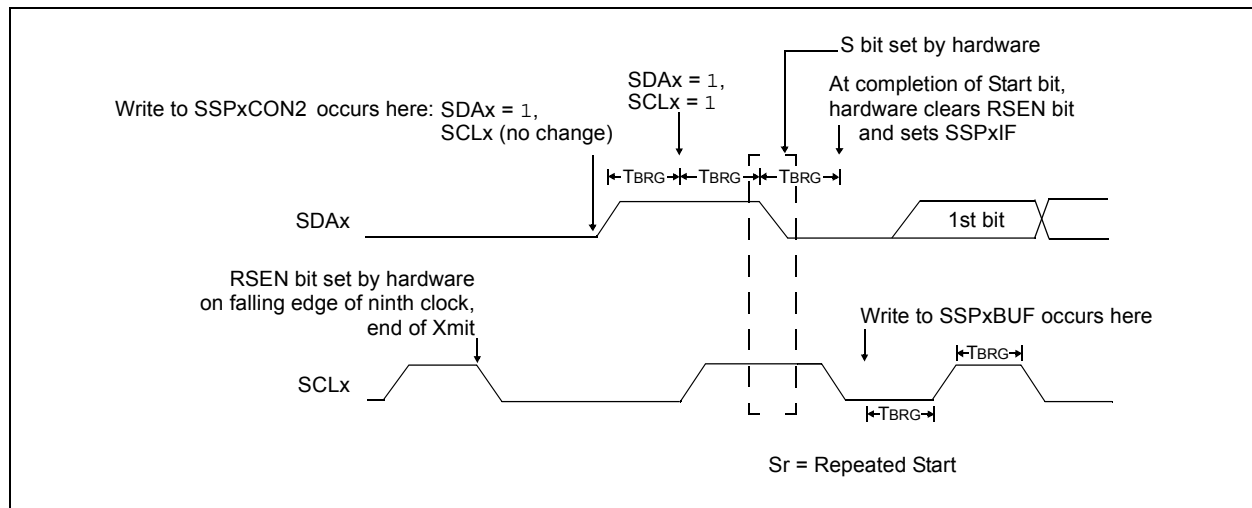 S bit set by hardware
SDAx = 1,
SCLx = 1
At completion of Start bit,
hardware clears RSEN bit
and sets SSPxIF
Write to SSPxCON2 occurs here: SDAx = 1,
SCLx (no change)
TBRG TBRG TBRG
SDAx
1st bit
RSEN bit set by hardware
on falling edge of ninth clock,
end of Xmit
Write to SSPxBUF occurs here
TBRG
SCLx
TBRG
Sr = Repeated Start